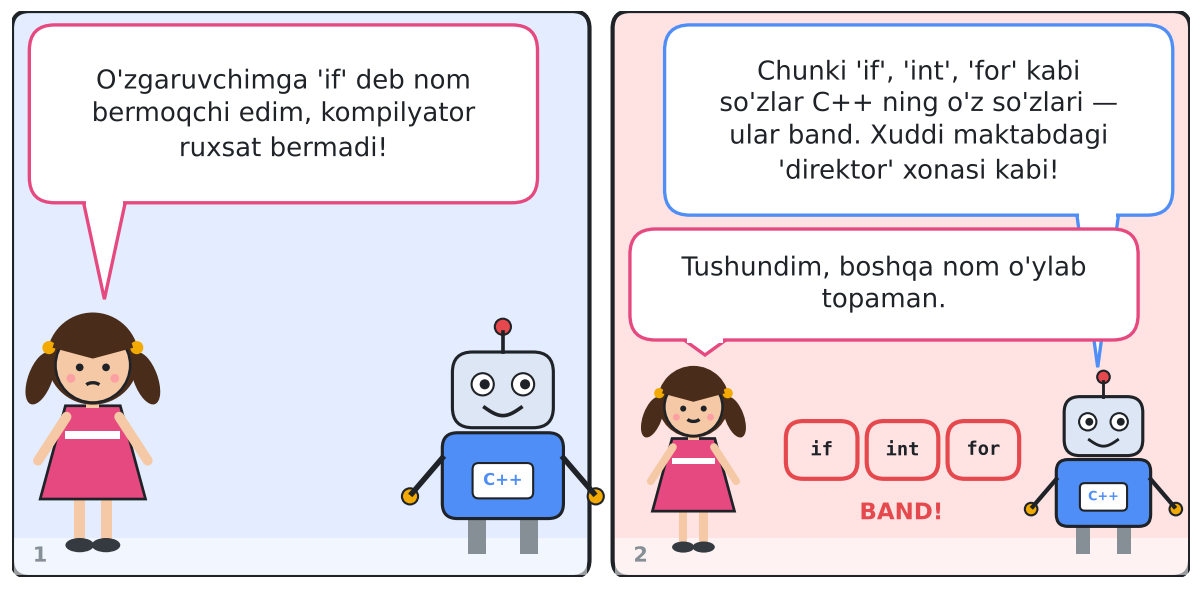 O'zgaruvchimga 'if' deb nom
bermoqchi edim, kompilyator
ruxsat bermadi!
C++
1
Chunki 'if', 'int', 'for' kabi
so'zlar C++ ning o'z so'zlari —
ular band. Xuddi maktabdagi
'direktor' xonasi kabi!
Tushundim, boshqa nom o'ylab
topaman.
if int for
BAND!
C++
2